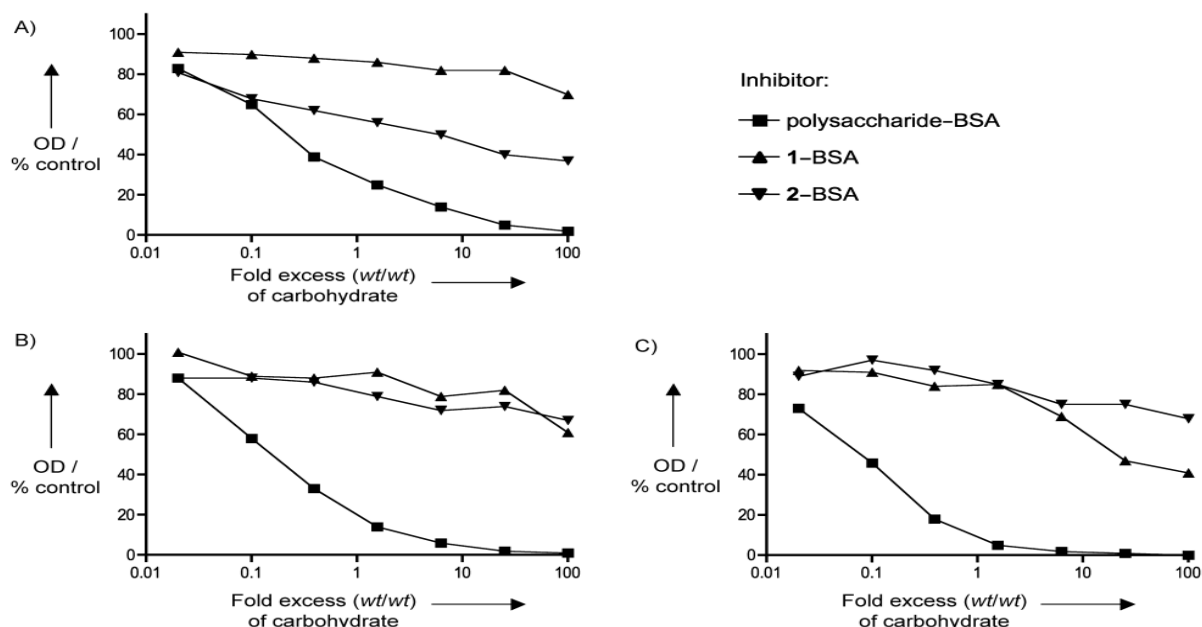 A)
100
80
60
40
20
0
OD /
% control
0.01 0.1 1 10 100
Fold excess (wt/wt)
of carbohydrate
Inhibitor:
polysaccharide–BSA
1–BSA
2–BSA
B)
100
80
60
40
20
0
OD /
% control
0.01 0.1 1 10 100
Fold excess (wt/wt)
of carbohydrate
C)
100
80
60
40
20
0
OD /
% control
0.01 0.1 1 10 100
Fold excess (wt/wt)
of carbohydrate